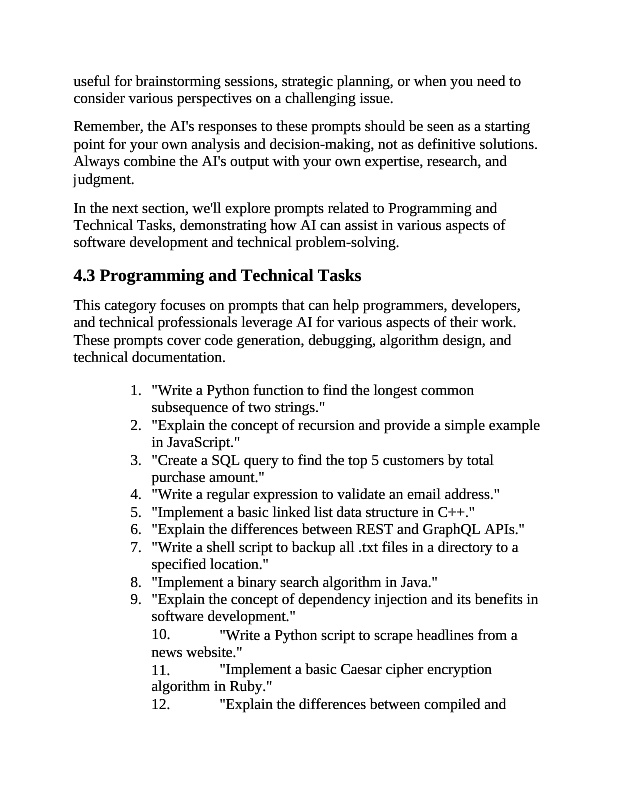 useful for brainstorming sessions, strategic planning, or when you need to
consider various perspectives on a challenging issue.
Remember, the AI's responses to these prompts should be seen as a starting
point for your own analysis and decision-making, not as definitive solutions.
Always combine the AI's output with your own expertise, research, and
judgment.
In the next section, we'll explore prompts related to Programming and
Technical Tasks, demonstrating how AI can assist in various aspects of
software development and technical problem-solving.
4.3 Programming and Technical Tasks
This category focuses on prompts that can help programmers, developers,
and technical professionals leverage AI for various aspects of their work.
These prompts cover code generation, debugging, algorithm design, and
technical documentation.
1. "Write a Python function to find the longest common
subsequence of two strings."
2. "Explain the concept of recursion and provide a simple example
in JavaScript."
3. "Create a SQL query to find the top 5 customers by total
purchase amount."
4. "Write a regular expression to validate an email address."
5. "Implement a basic linked list data structure in C++."
6. "Explain the differences between REST and GraphQL APIs."
7. "Write a shell script to backup all .txt files in a directory to a
specified location."
8. "Implement a binary search algorithm in Java."
9. "Explain the concept of dependency injection and its benefits in
software development."
10. "Write a Python script to scrape headlines from a
news website."
11. "Implement a basic Caesar cipher encryption
algorithm in Ruby."
12. "Explain the differences between compiled and